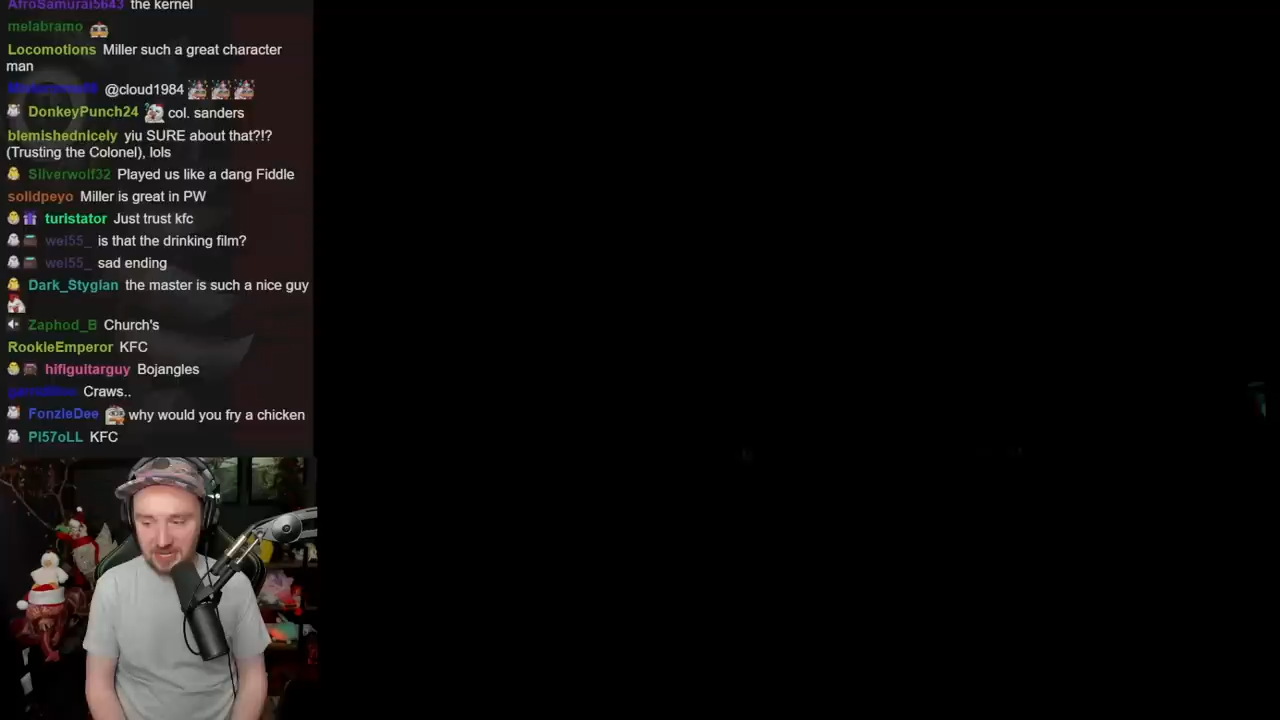 AfroSamurai5643 the kernel
melabramo
Locomotions Miller such a great character
man
@cloud1984
DonkeyPunch24 col. sanders
blemishednicely yiu SURE about that?!?
(Trusting the Colonel), lols
Silverwolf32 Played us like a dang Fiddle
solidpeyo Miller is great in PW
turistator Just trust kfc
wei55_ is that the drinking film?
wei55_ sad ending
Dark_Stygian the master is such a nice guy
Zaphod_B Church's
RookieEmperor KFC
hifiguitarguy Bojangles
Craws..
FonzieDee why would you fry a chicken
Pl57oLL KFC